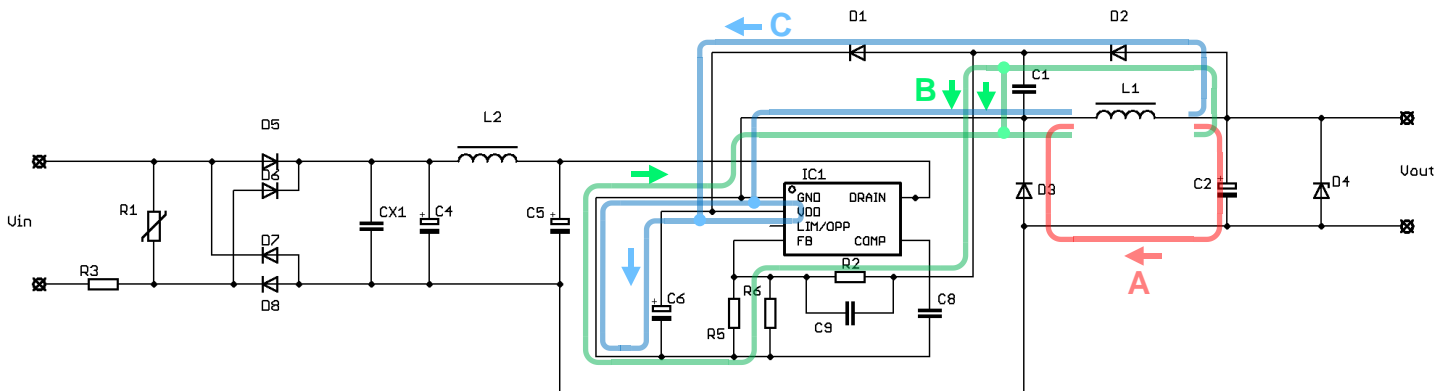 D1
D2
C
B
C1
L1
D5
L2
D6
IC1
GND
DRAIN
VDD
LIM/OPP
FB
COMP
D3
C2
D4
Vout
Vin
R1
CX1
C4
C5
D7
R3
D8
R2
A
C6
R6
C8
R5
C9
+
+
+
+